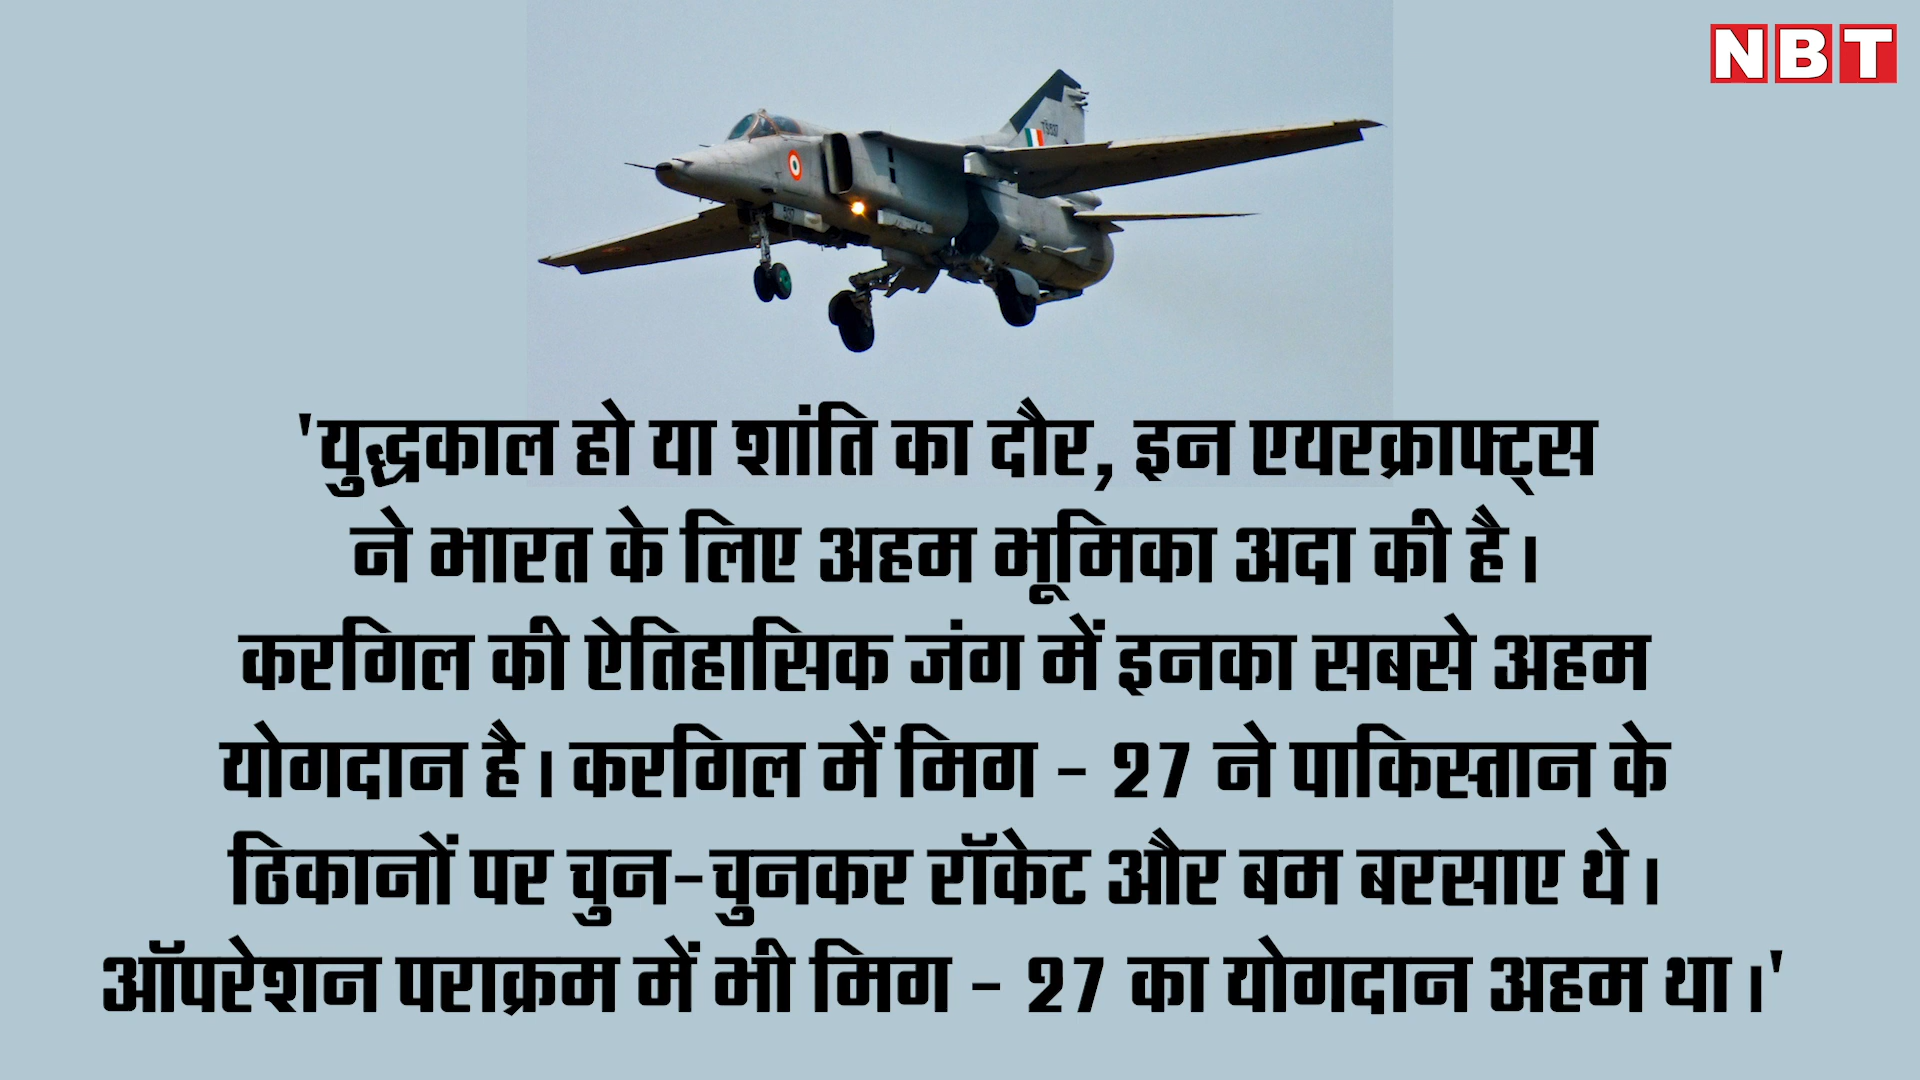 NBT
'युद्धकाल हो या शांति का दौर, इन एयरक्राफ्ट्स
ने भारत के लिए अहम भूमिका अदा की है।
करगिल की ऐतिहासिक जंग में इनका सबसे अहम
योगदान है। करगिल में मिग - 27 ने पाकिस्तान के
ठिकानों पर चुन-चुनकर रॉकेट और बम बरसाए थे।
ऑपरेशन पराक्रम में भी मिग - 27 का योगदान अहम था।'